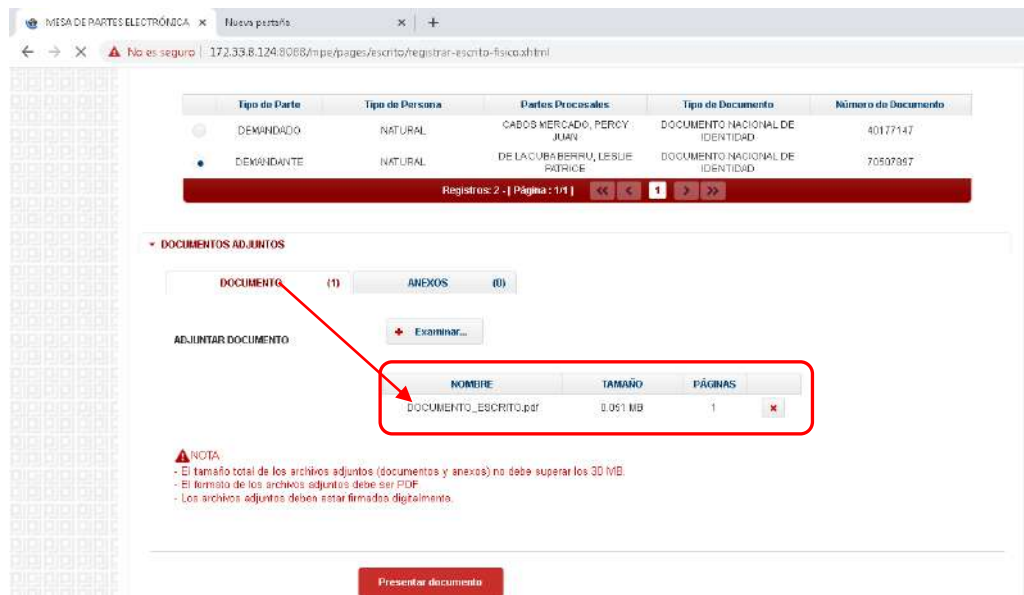 MESA DE PARTES ELECTRÓNICA × Nueva pestaña × +
No es seguro 172.33.8.124:8088/mpe/pages/escrito/registrar-escrito-fisico.xhtml
Tipo de Parte Tipo de Persona Partes Procesales Tipo de Documento Número de Documento
DEMANDADO NATURAL CABOS MERCADO, PERCY JUAN DOCUMENTO NACIONAL DE IDENTIDAD 40177147
DEMANDANTE NATURAL DE LA CUBA BERRU, LESLIE PATRICE DOCUMENTO NACIONAL DE IDENTIDAD
Registros: 2 - [ Página : 1/1 ] 1
DOCUMENTOS ADJUNTOS
DOCUMENTO (1) ANEXOS (0)
ADJUNTAR DOCUMENTO Examinar...
NOMBRE TAMAÑO PÁGINAS
DOCUMENTO_ESCRITO.pdf 0.051 MB 1
NOTA
- El tamaño total de los archivos adjuntos (documentos y anexos) no debe superar los 30 MB.
- El formato de los archivos adjuntos debe ser PDF
- Los archivos adjuntos deben estar firmados digitalmente.
Presentar documento